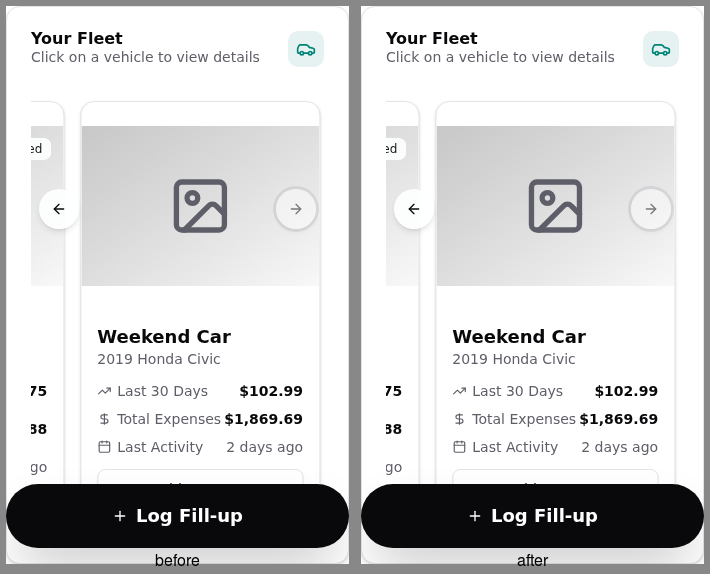 Your Fleet
Click on a vehicle to view details
ed
Weekend Car
2019 Honda Civic
75
Last 30 Days $102.99
88
Total Expenses $1,869.69
ago
Last Activity 2 days ago
+ Log Fill-up
before
Your Fleet
Click on a vehicle to view details
ed
Weekend Car
2019 Honda Civic
75
Last 30 Days $102.99
88
Total Expenses $1,869.69
ago
Last Activity 2 days ago
+ Log Fill-up
after